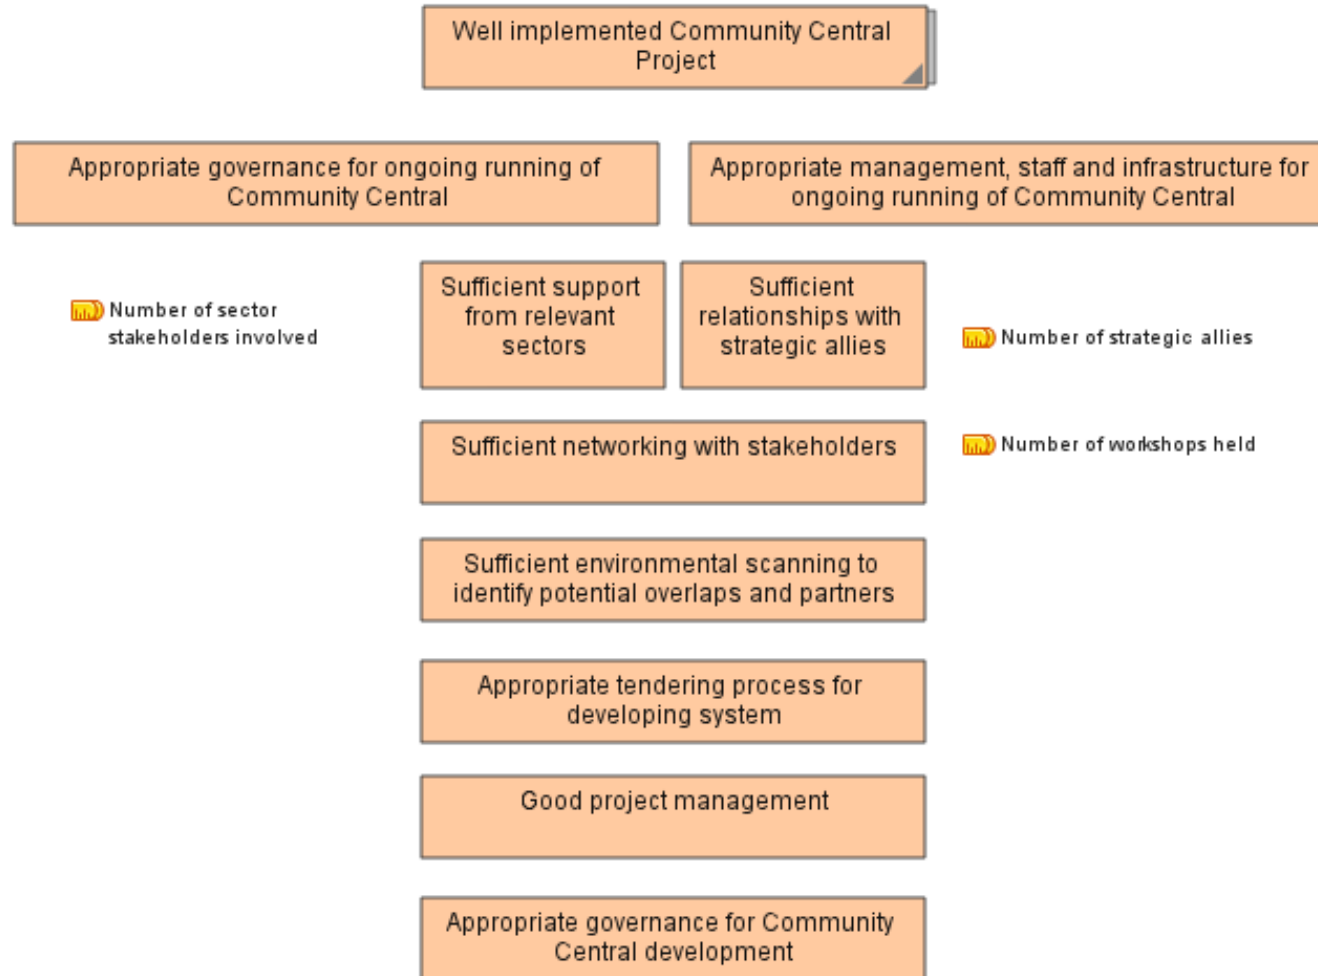 Well implemented Community Central
Project
Appropriate governance for ongoing running of
Community Central
Appropriate management, staff and infrastructure for
ongoing running of Community Central
Number of sector
stakeholders involved
Sufficient support
from relevant
sectors
Sufficient
relationships with
strategic allies
Number of strategic allies
Sufficient networking with stakeholders
Number of workshops held
Sufficient environmental scanning to
identify potential overlaps and partners
Appropriate tendering process for
developing system
Good project management
Appropriate governance for Community
Central development